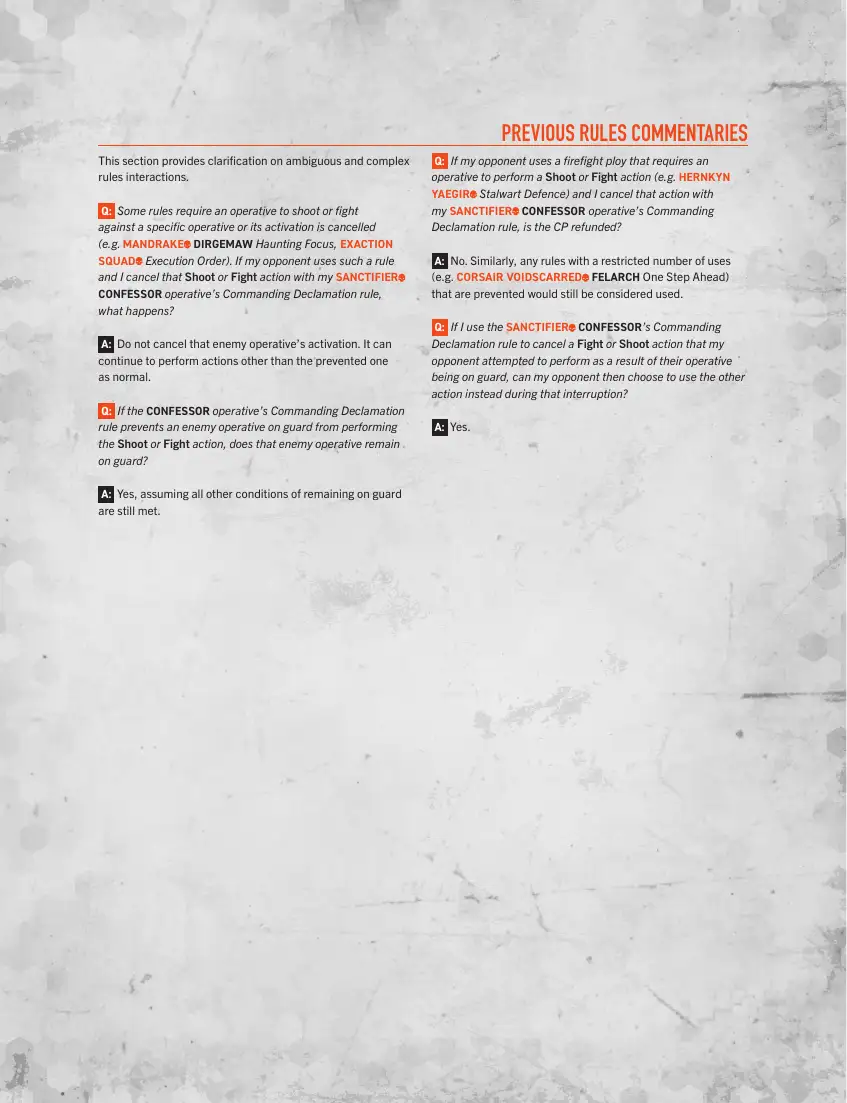 PREVIOUS RULES COMMENTARIES
This section provides clarification on ambiguous and complex
rules interactions.
Q: Some rules require an operative to shoot or fight
against a specific operative or its activation is cancelled
(e.g. MANDRAKE DIRGEMAW Haunting Focus, EXACTION
SQUAD Execution Order). If my opponent uses such a rule
and I cancel that Shoot or Fight action with my SANCTIFIER
CONFESSOR operative's Commanding Declamation rule,
what happens?
A: Do not cancel that enemy operative's activation. It can
continue to perform actions other than the prevented one
as normal.
Q: If the CONFESSOR operative's Commanding Declamation
rule prevents an enemy operative on guard from performing
the Shoot or Fight action, does that enemy operative remain
on guard?
A: Yes, assuming all other conditions of remaining on guard
are still met.
Q: If my opponent uses a firefight ploy that requires an
operative to perform a Shoot or Fight action (e.g. HERNKYN
YAEGIR Stalwart Defence) and I cancel that action with
my SANCTIFIER CONFESSOR operative's Commanding
Declamation rule, is the CP refunded?
A: No. Similarly, any rules with a restricted number of uses
(e.g. CORSAIR VOIDSCARRED FELARCH One Step Ahead)
that are prevented would still be considered used.
Q: If I use the SANCTIFIER CONFESSOR's Commanding
Declamation rule to cancel a Fight or Shoot action that my
opponent attempted to perform as a result of their operative
being on guard, can my opponent then choose to use the other
action instead during that interruption?
A: Yes.